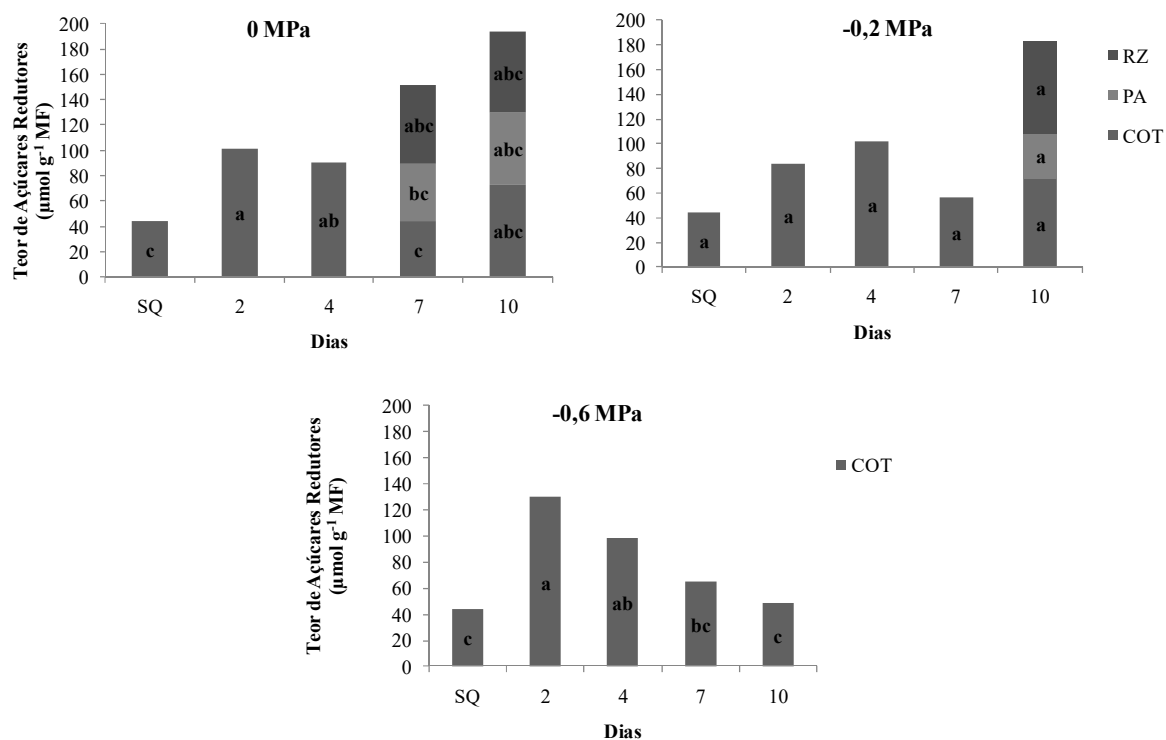 0 MPa
Teor de Açúcares Redutores
(µmol g⁻¹ MF)
200
180
160
140
120
100
80
60
40
20
0
c
a
ab
c
bc
abc
abc
abc
abc
SQ 2 4 7 10
Dias
-0,2 MPa
200
180
160
140
120
100
80
60
40
20
0
a
a
a
a
a
a
a
SQ 2 4 7 10
Dias
RZ
PA
COT
-0,6 MPa
Teor de Açúcares Redutores
(µmol g⁻¹ MF)
200
180
160
140
120
100
80
60
40
20
0
c
a
ab
bc
c
SQ 2 4 7 10
Dias
COT